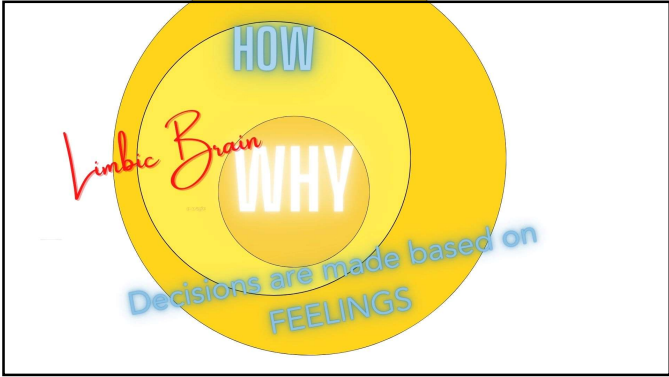 HOW
Limbic Brain
WHY
Decisions are made based on
FEELINGS